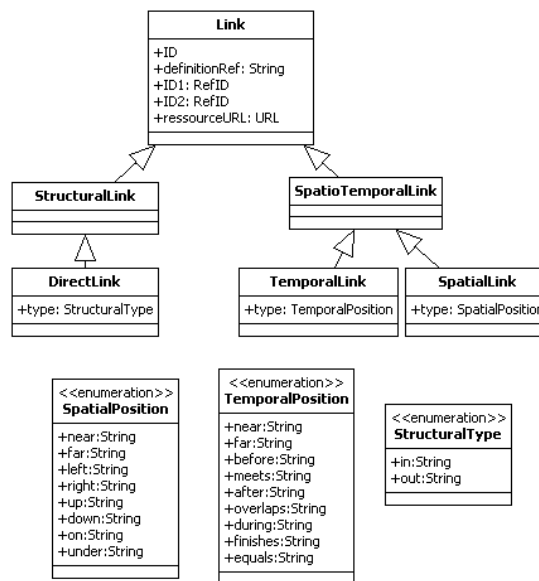 Link
+ID
+definitionRef: String
+ID1: RefID
+ID2: RefID
+ressourceURL: URL
StructuralLink
SpatioTemporalLink
DirectLink
+type: StructuralType
TemporalLink
+type: TemporalPosition
SpatialLink
+type: SpatialPosition
<<enumeration>>
SpatialPosition
+near:String
+far:String
+left:String
+right:String
+up:String
+down:String
+on:String
+under:String
<<enumeration>>
TemporalPosition
+near:String
+far:String
+before:String
+meets:String
+after:String
+overlaps:String
+during:String
+finishes:String
+equals:String
<<enumeration>>
StructuralType
+in:String
+out:String